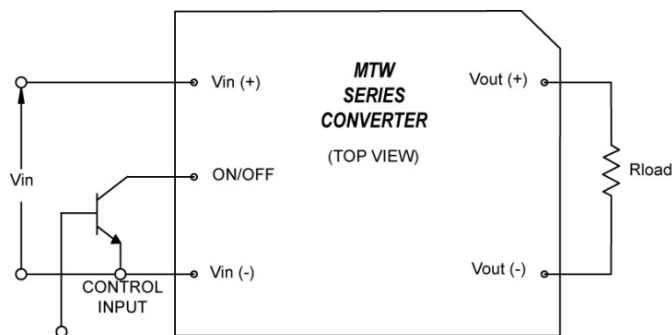 MTW
SERIES
CONVERTER
(TOP VIEW)
Vin (+)
Vout (+)
Vin
ON/OFF
Rload
Vin (-)
Vout (-)
CONTROL
INPUT